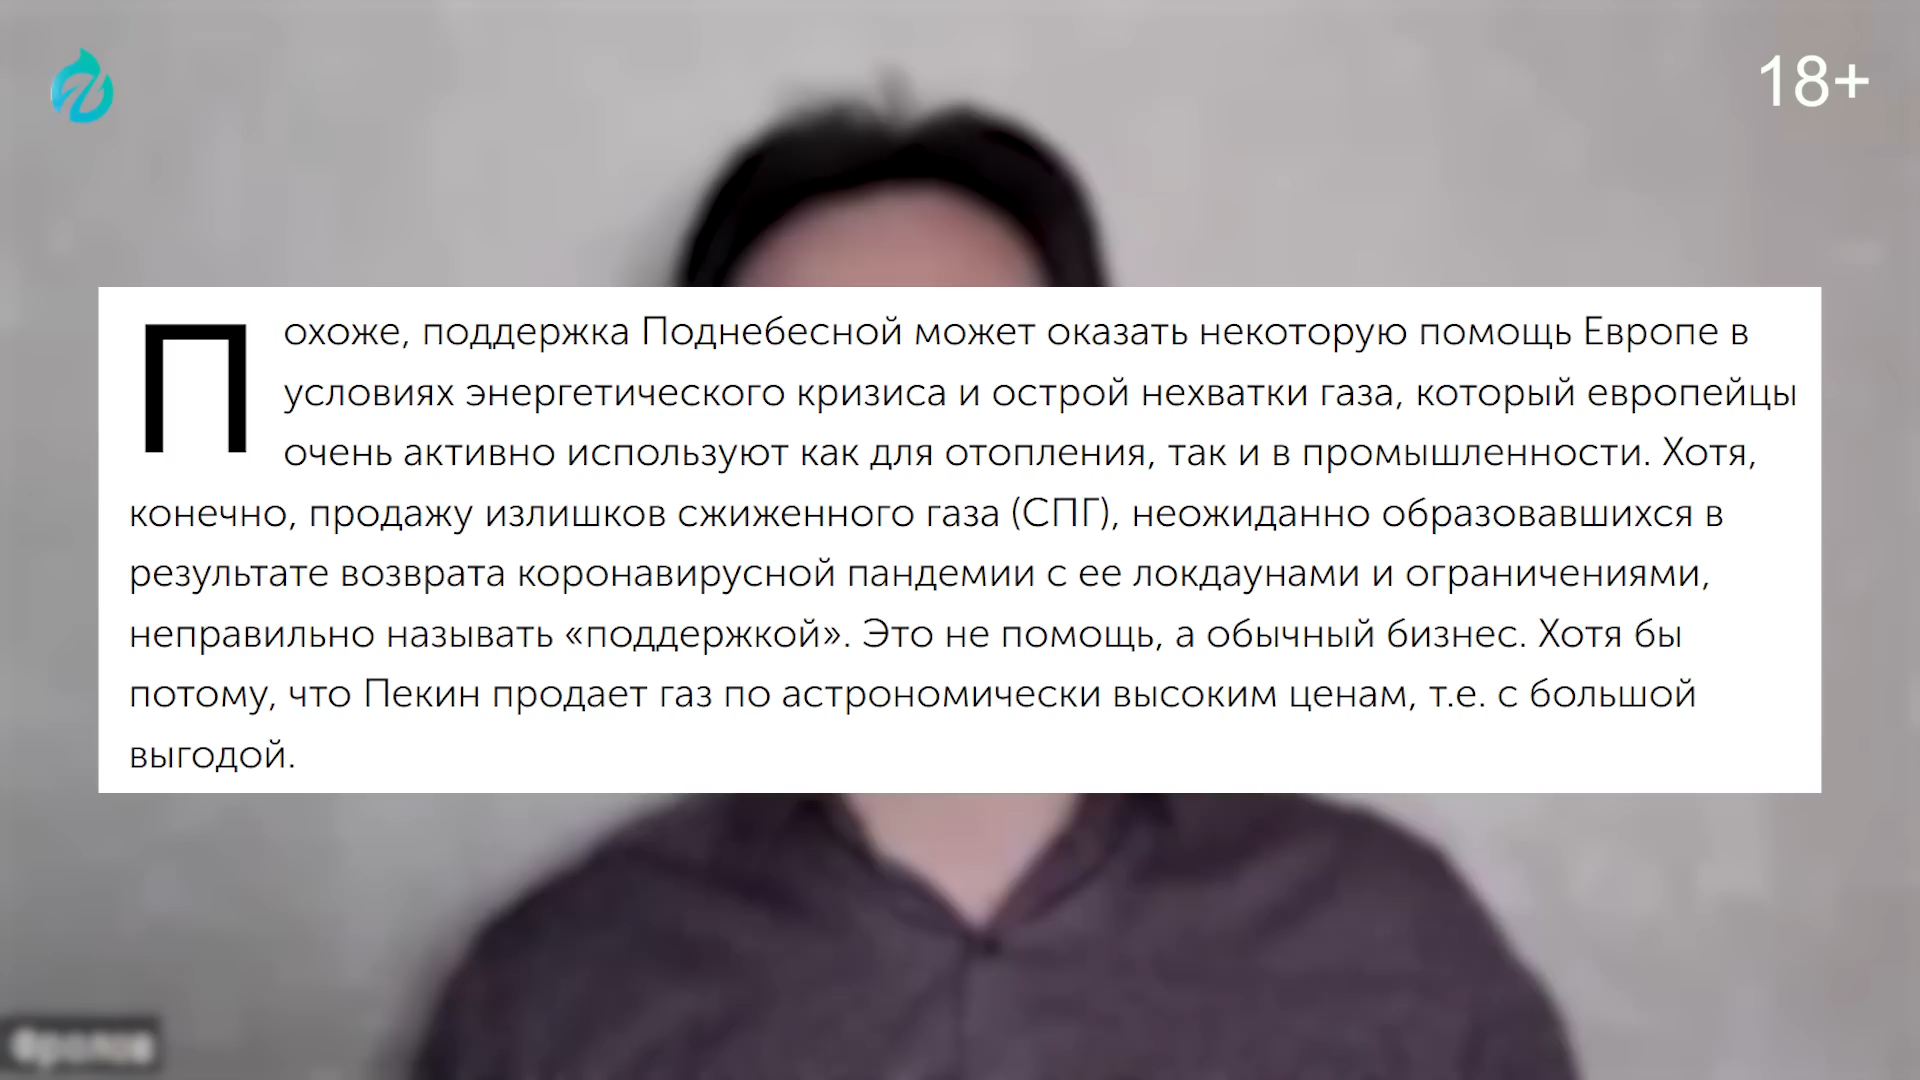 18+
Похоже, поддержка Поднебесной может оказать некоторую помощь Европе в
условиях энергетического кризиса и острой нехватки газа, который европейцы
очень активно используют как для отопления, так и в промышленности. Хотя,
конечно, продажу излишков сжиженного газа (СПГ), неожиданно образовавшихся в
результате возврата коронавирусной пандемии с ее локдаунами и ограничениями,
неправильно называть «поддержкой». Это не помощь, а обычный бизнес. Хотя бы
потому, что Пекин продает газ по астрономически высоким ценам, т.е. с большой
выгодой.
Фролов